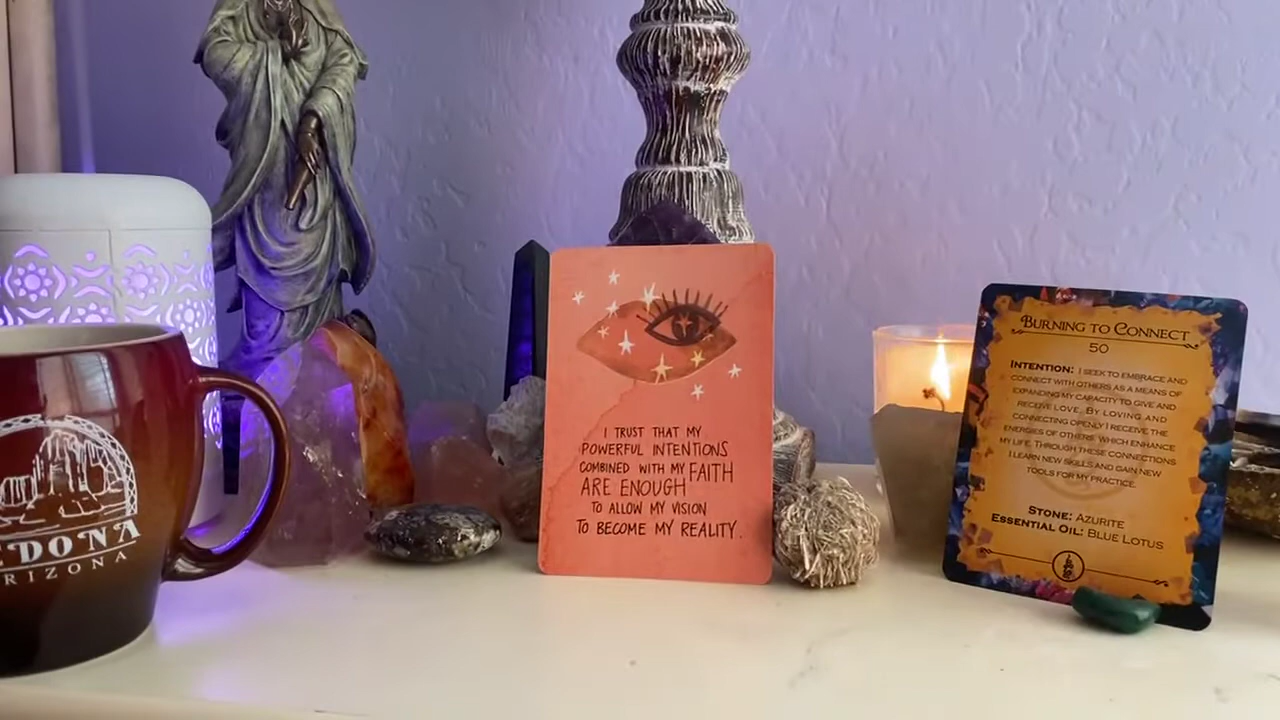 EDONA
RIZONA
I TRUST THAT MY
POWERFUL INTENTIONS
COMBINED WITH MY FAITH
ARE ENOUGH
TO ALLOW MY VISION
TO BECOME MY REALITY.
BURNING TO CONNECT
50
INTENTION: I SEEK TO EMBRACE AND
CONNECT WITH OTHERS AS A MEANS OF
EXPANDING MY CAPACITY TO GIVE AND
RECEIVE LOVE. BY LOVING AND
CONNECTING OPENLY I RECEIVE THE
ENERGIES OF OTHERS WHICH ENHANCE
MY LIFE. THROUGH THESE CONNECTIONS
I LEARN NEW SKILLS AND GAIN NEW
TOOLS FOR MY PRACTICE.
STONE: AZURITE
ESSENTIAL OIL: BLUE LOTUS